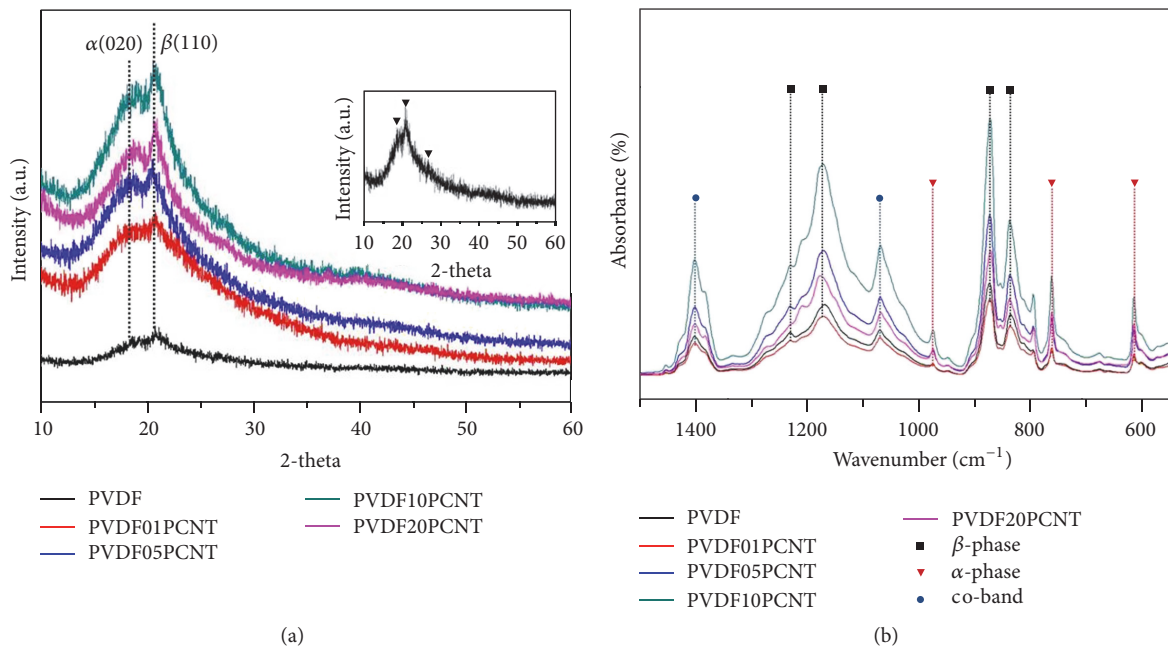 α(020)
β(110)
Intensity (a.u.)
10 20 30 40 50 60
2-theta
Intensity (a.u.)
10 20 30 40 50 60
2-theta
PVDF
PVDF01PCNT
PVDF05PCNT
PVDF10PCNT
PVDF20PCNT
(a)
Absorbance (%)
1400 1200 1000 800 600
Wavenumber (cm⁻¹)
PVDF
PVDF01PCNT
PVDF05PCNT
PVDF10PCNT
PVDF20PCNT
β-phase
α-phase
co-band
(b)